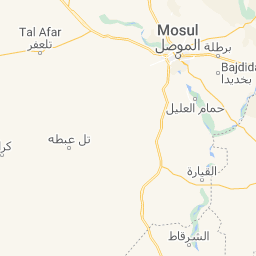 Mosul
الموصل
Tal Afar
تلعفر
برطلة
Bajdida
بخديدا
حمام العليل
تل عبطه
القيارة
الشرقاط